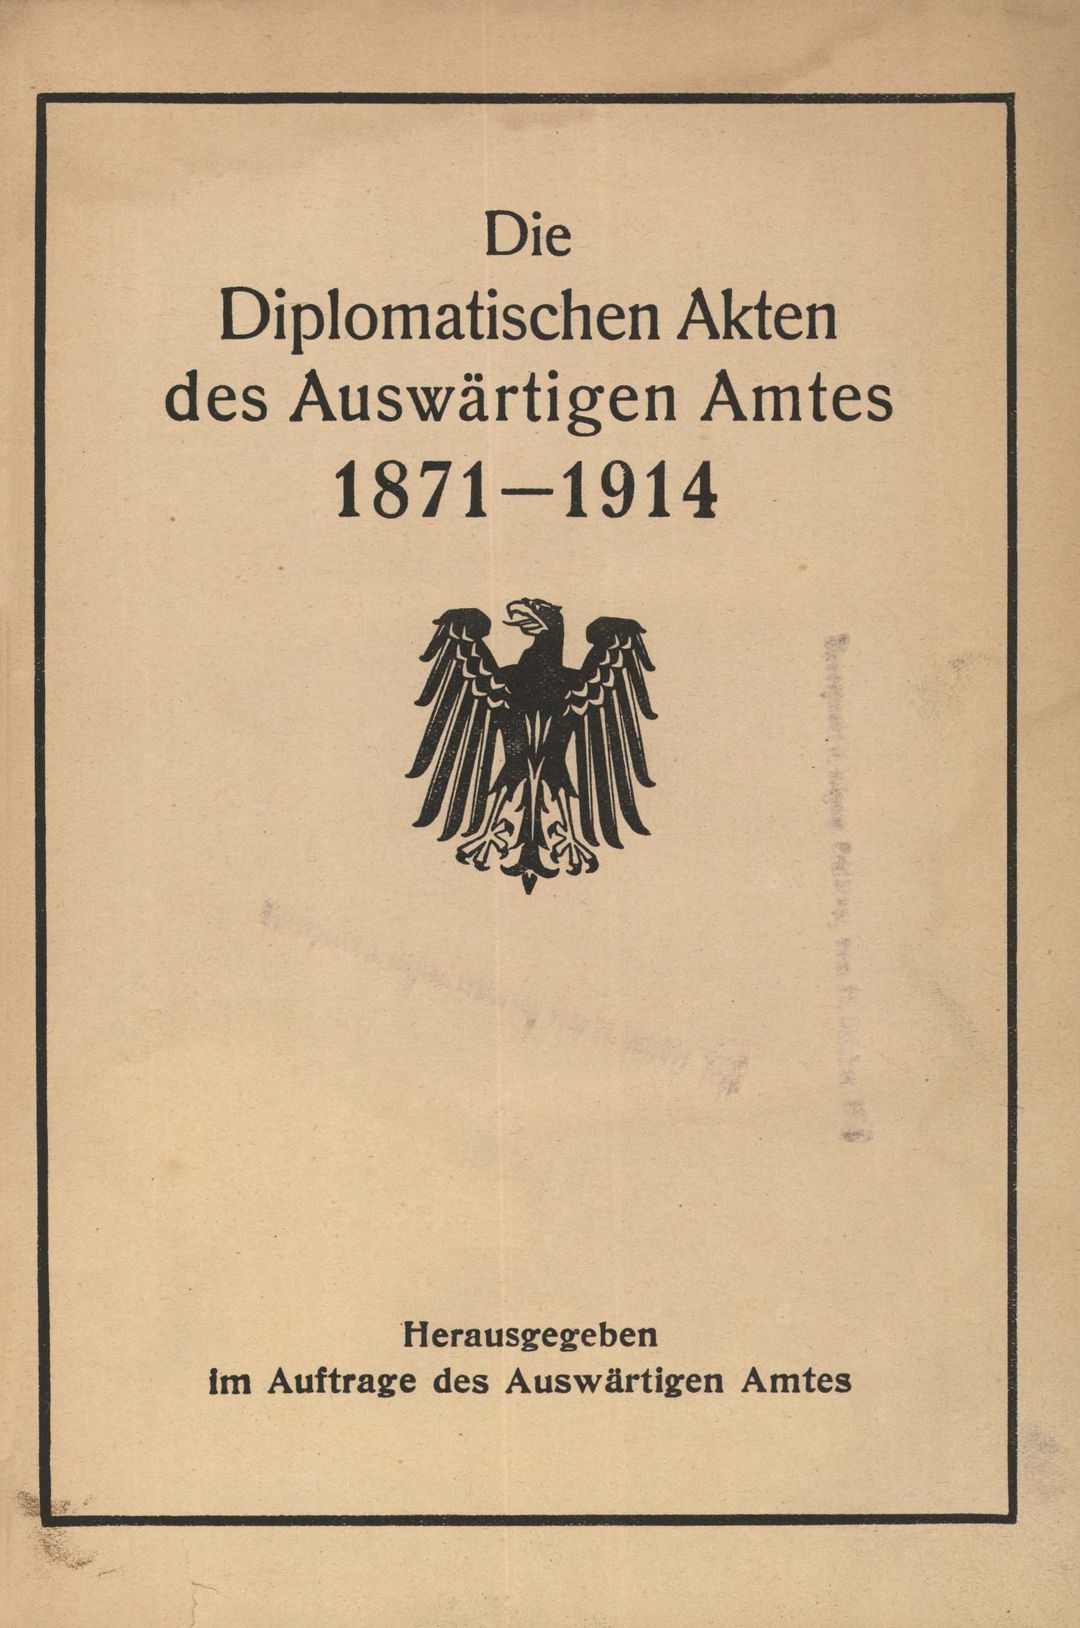 Die
Diplomatischen Akten
des Auswärtigen Amtes
1871–1914
Herausgegeben
im Auftrage des Auswärtigen Amtes